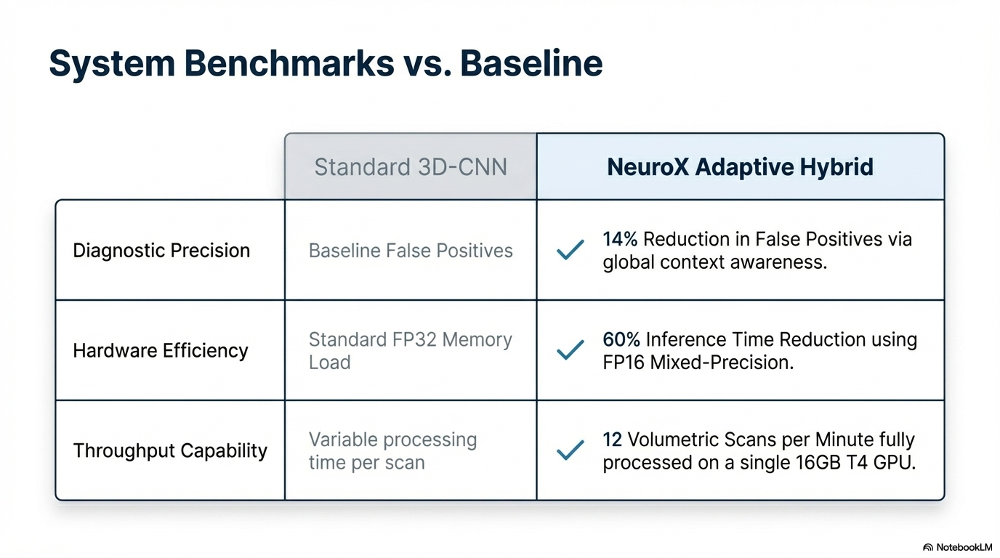 System Benchmarks vs. Baseline
Standard 3D-CNN
NeuroX Adaptive Hybrid
Diagnostic Precision
Baseline False Positives
14% Reduction in False Positives via
global context awareness.
Hardware Efficiency
Standard FP32 Memory
Load
60% Inference Time Reduction using
FP16 Mixed-Precision.
Throughput Capability
Variable processing
time per scan
12 Volumetric Scans per Minute fully
processed on a single 16GB T4 GPU.
NotebookLM